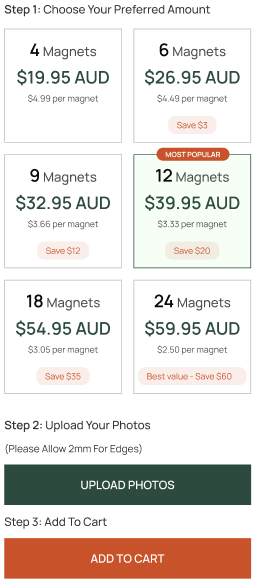 Step 1: Choose Your Preferred Amount
4 Magnets
$19.95 AUD
$4.99 per magnet
6 Magnets
$26.95 AUD
$4.49 per magnet
Save $3
9 Magnets
$32.95 AUD
$3.66 per magnet
Save $12
MOST POPULAR
12 Magnets
$39.95 AUD
$3.33 per magnet
Save $20
18 Magnets
$54.95 AUD
$3.05 per magnet
Save $35
24 Magnets
$59.95 AUD
$2.50 per magnet
Best value - Save $60
Step 2: Upload Your Photos
(Please Allow 2mm For Edges)
UPLOAD PHOTOS
Step 3: Add To Cart
ADD TO CART